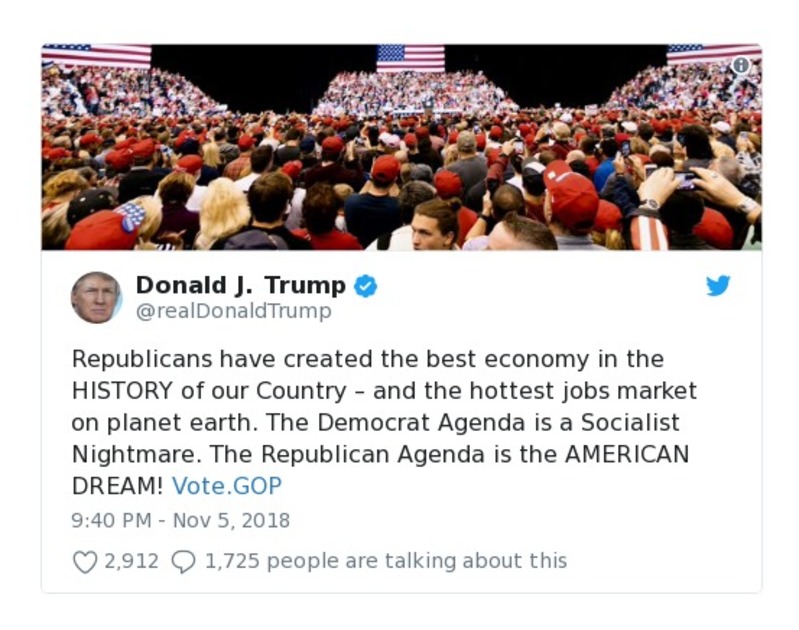 Donald J. Trump
@realDonaldTrump
Republicans have created the best economy in the
HISTORY of our Country – and the hottest jobs market
on planet earth. The Democrat Agenda is a Socialist
Nightmare. The Republican Agenda is the AMERICAN
DREAM! Vote.GOP
9:40 PM - Nov 5, 2018
2,912 1,725 people are talking about this